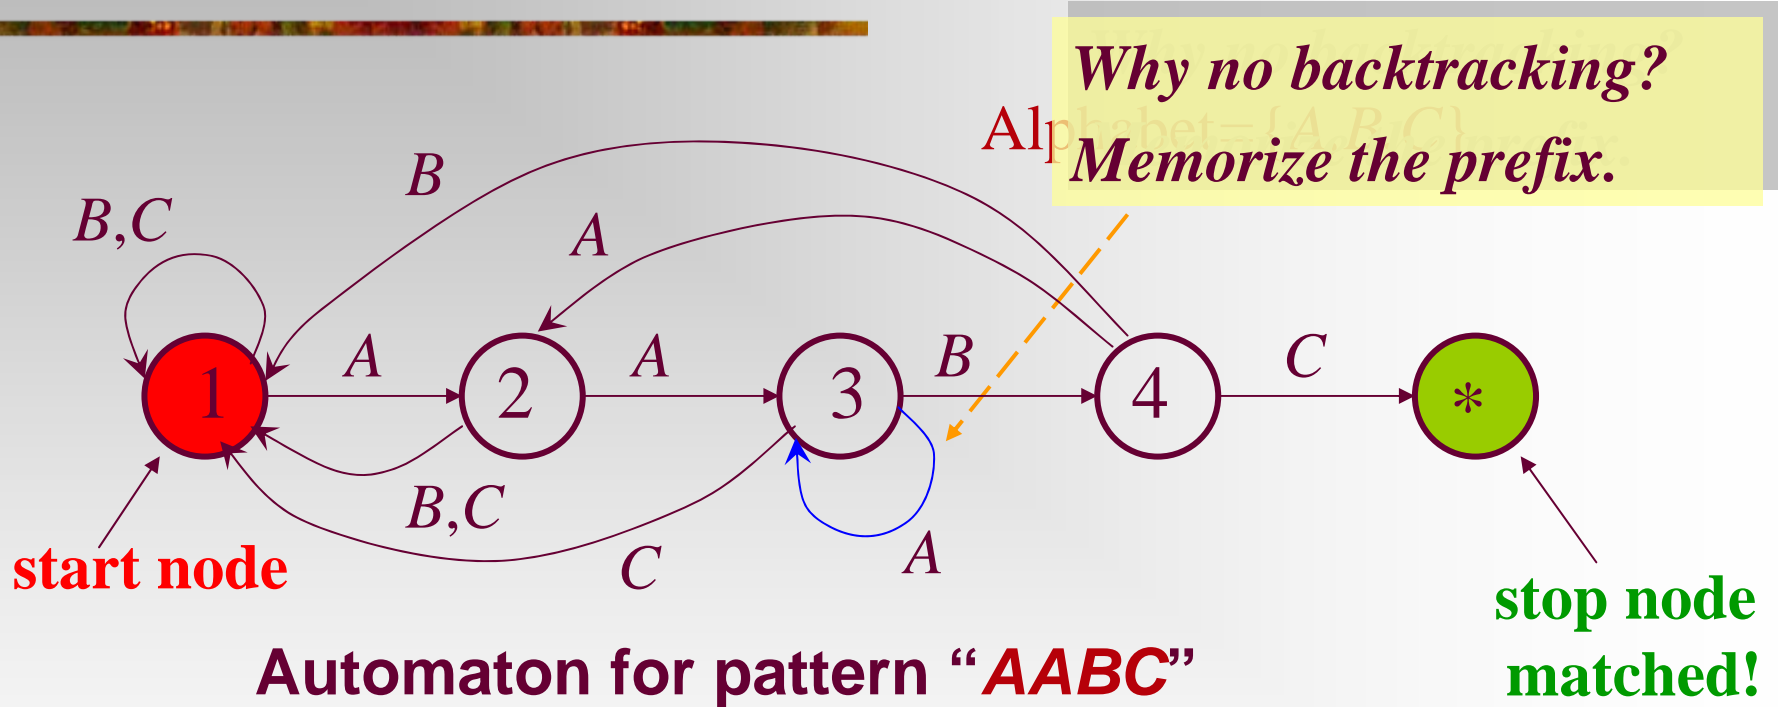 Why no backtracking?
Memorize the prefix.
Alphabet={A,B,C}
B
A
B,C
A
A
B
C
1
2
3
4
*
B,C
C
A
start node
stop node
matched!
Automaton for pattern “AABC”